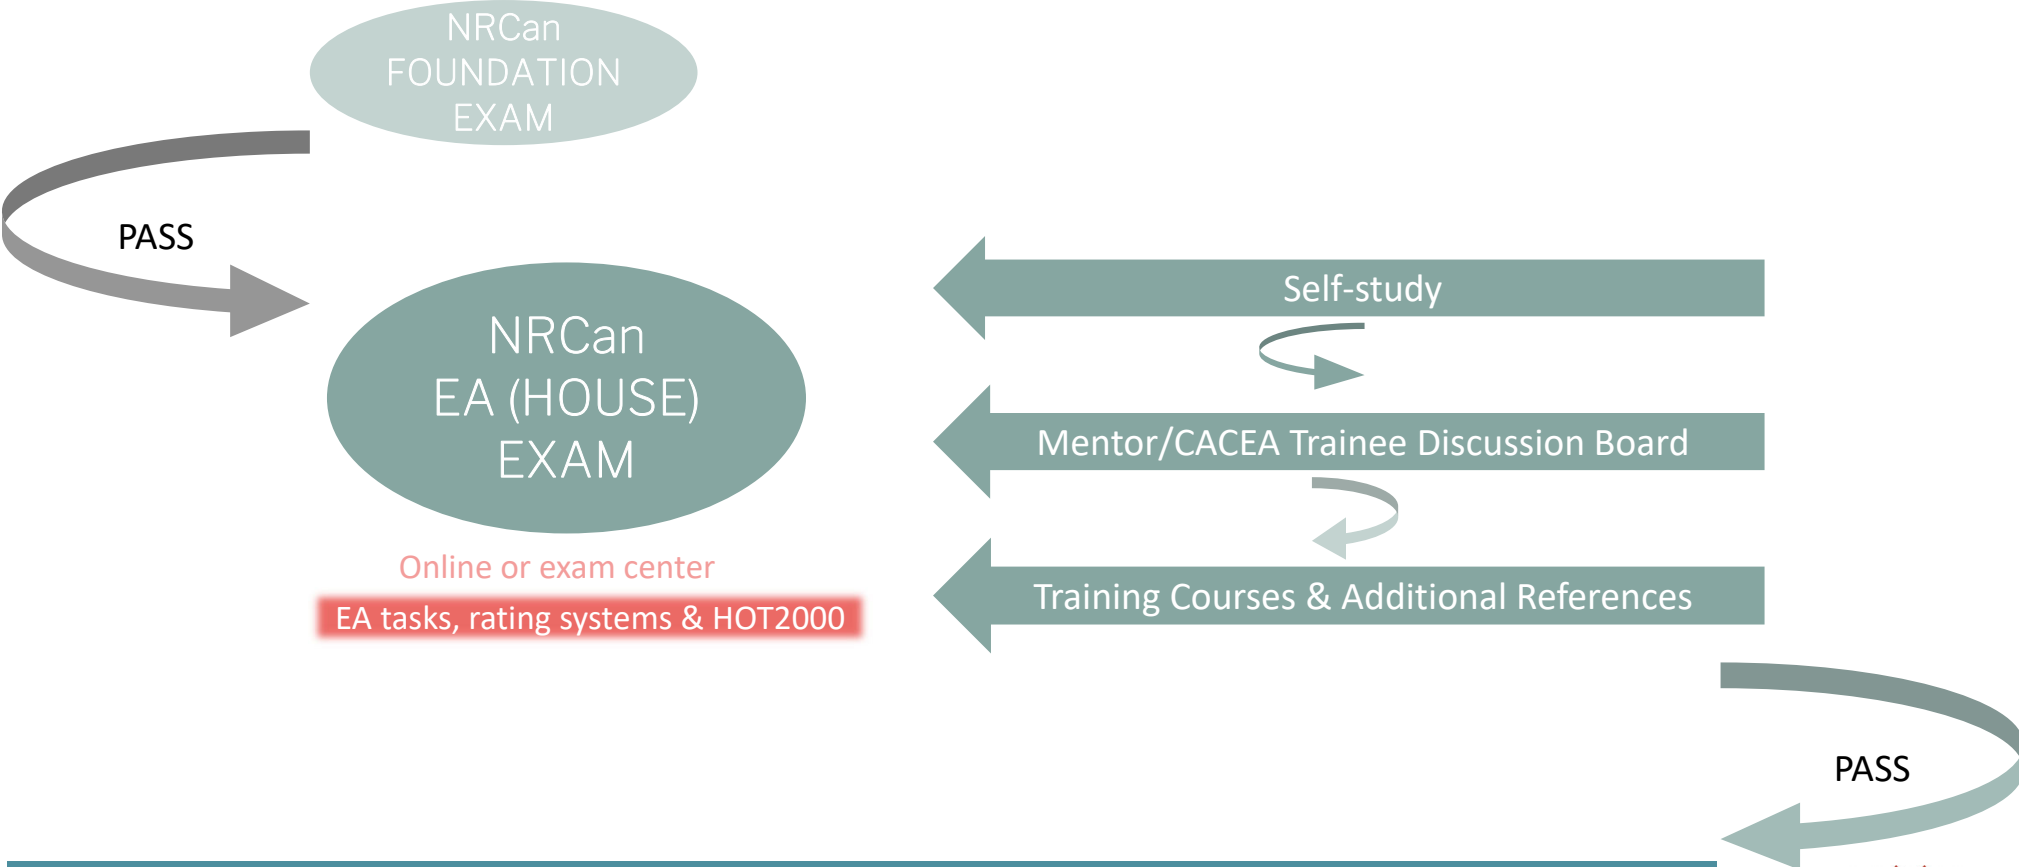 NRCan
FOUNDATION
EXAM
PASS
NRCan
EA (HOUSE)
EXAM
Online or exam center
EA tasks, rating systems & HOT2000
Self-study
Mentor/CACEA Trainee Discussion Board
Training Courses & Additional References
PASS